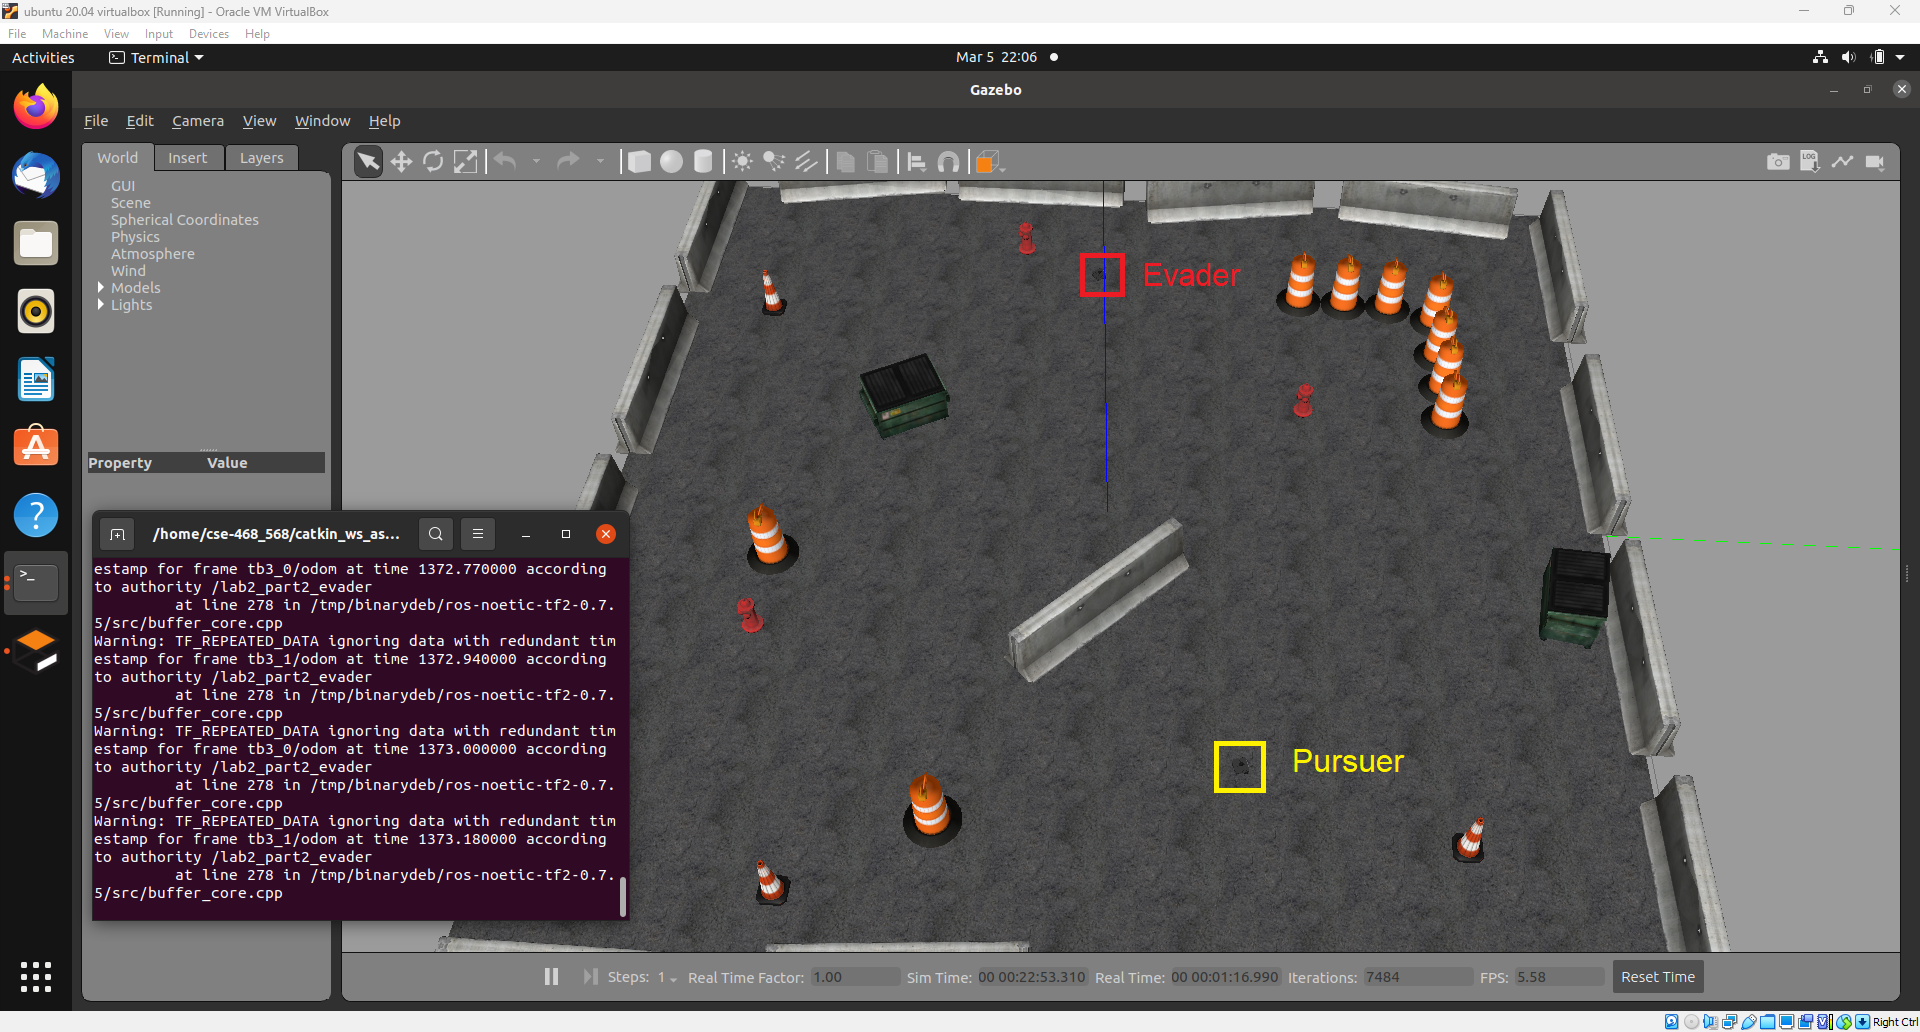 ubuntu 20.04 virtualbox [Running] - Oracle VM VirtualBox
File Machine View Input Devices Help
Activities Terminal Mar 5 22:06
Gazebo
File Edit Camera View Window Help
World Insert Layers
LOG
GUI
Scene
Spherical Coordinates
Physics
Atmosphere
Wind
Models
Lights
Property Value
Evader
Pursuer
/home/cse-468_568/catkin_ws_as...
estamp for frame tb3_0/odom at time 1372.770000 according
to authority /lab2_part2_evader
at line 278 in /tmp/binarydeb/ros-noetic-tf2-0.7.
5/src/buffer_core.cpp
Warning: TF_REPEATED_DATA ignoring data with redundant tim
estamp for frame tb3_1/odom at time 1372.940000 according
to authority /lab2_part2_evader
at line 278 in /tmp/binarydeb/ros-noetic-tf2-0.7.
5/src/buffer_core.cpp
Warning: TF_REPEATED_DATA ignoring data with redundant tim
estamp for frame tb3_0/odom at time 1373.000000 according
to authority /lab2_part2_evader
at line 278 in /tmp/binarydeb/ros-noetic-tf2-0.7.
5/src/buffer_core.cpp
Warning: TF_REPEATED_DATA ignoring data with redundant tim
estamp for frame tb3_1/odom at time 1373.180000 according
to authority /lab2_part2_evader
at line 278 in /tmp/binarydeb/ros-noetic-tf2-0.7.
5/src/buffer_core.cpp
Steps: 1 Real Time Factor: 1.00 Sim Time: 00 00:22:53.310 Real Time: 00 00:01:16.990 Iterations: 7484 FPS: 5.58 Reset Time
Right Ctrl